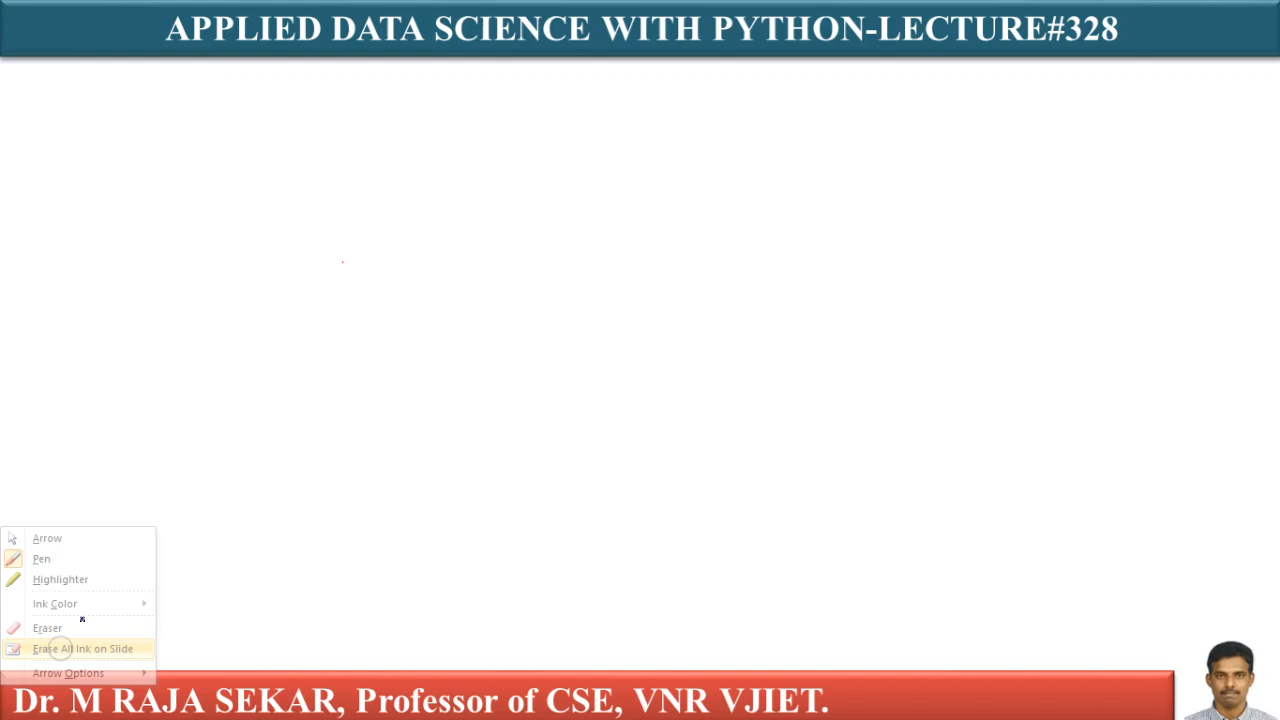 APPLIED DATA SCIENCE WITH PYTHON-LECTURE#328
Arrow
Pen
Highlighter
Ink Color
Eraser
Erase All Ink on Slide
Arrow Options
Dr. M RAJA SEKAR, Professor of CSE, VNR VJIET.